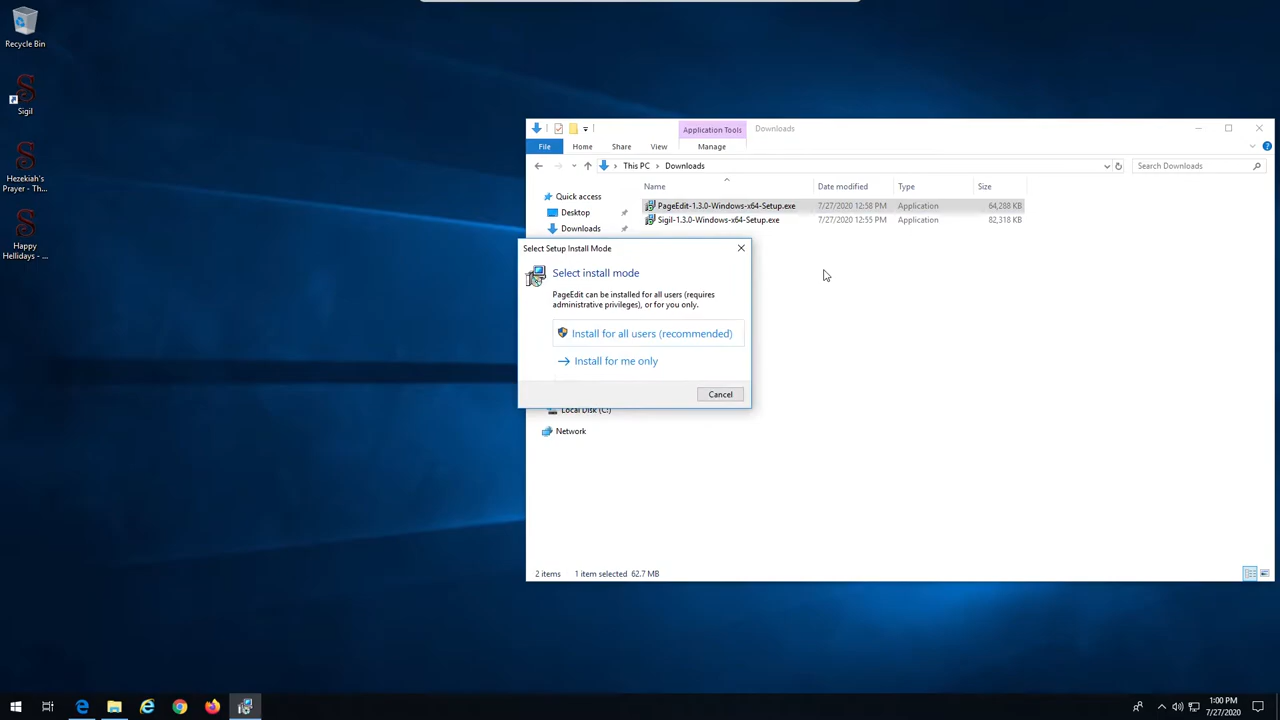 Recycle Bin
Sigil
Hezekiah's
Prayer - Th...
Happy
Hellidays - ...
Application Tools
Downloads
File
Home
Share
View
Manage
This PC
Downloads
Search Downloads
Name
Date modified
Type
Size
Quick access
Desktop
Downloads
PageEdit-1.3.0-Windows-x64-Setup.exe
7/27/2020 12:58 PM
Application
64,288 KB
Sigil-1.3.0-Windows-x64-Setup.exe
7/27/2020 12:55 PM
Application
82,318 KB
Select Setup Install Mode
Select install mode
PageEdit can be installed for all users (requires
administrative privileges), or for you only.
Install for all users (recommended)
Install for me only
Cancel
Local Disk (C:)
Network
2 items
1 item selected 62.7 MB
1:00 PM
7/27/2020